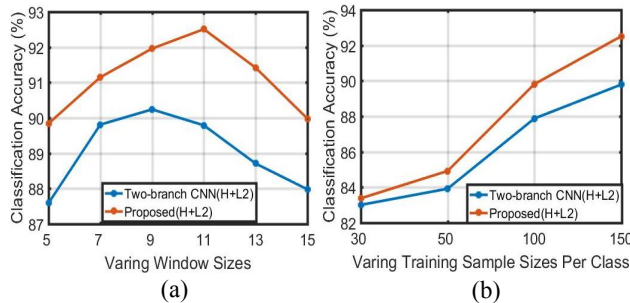 Classification Accuracy (%)
93
92
91
90
89
88
87
5
7
9
11
13
15
Two-branch CNN(H+L2)
Proposed(H+L2)
Varing Window Sizes
(a)
Classification Accuracy (%)
94
92
90
88
86
84
82
30
50
100
150
Two-branch CNN(H+L2)
Proposed(H+L2)
Varing Training Sample Sizes Per Class
(b)